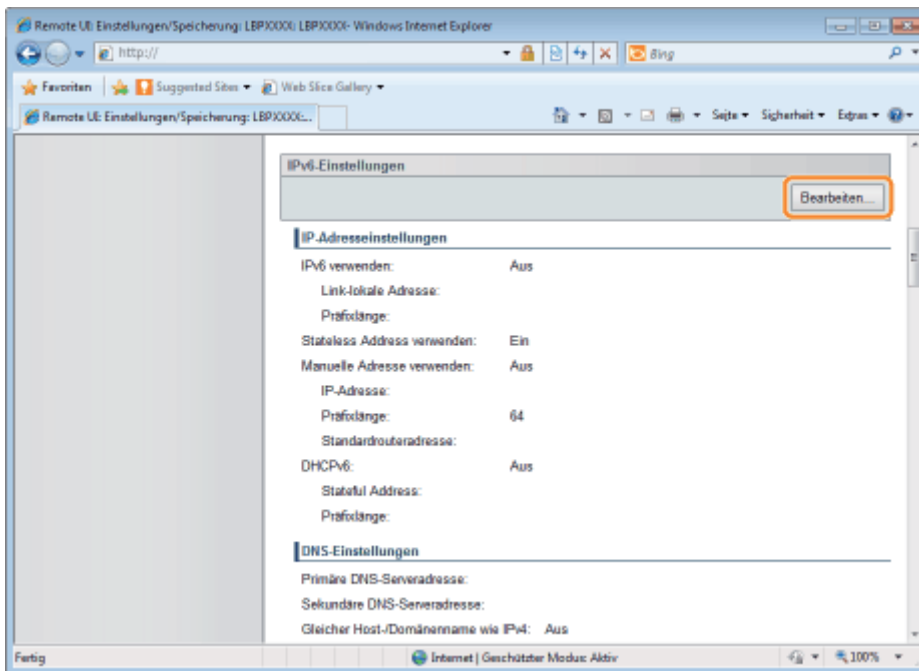 Remote UI: Einstellungen/Speicherung: LBPXXXX: LBPXXXX- Windows Internet Explorer
http://
Bing
Favoriten Suggested Sites Web Slice Gallery
Remote UI: Einstellungen/Speicherung: LBPXXXX:...
Seite Sicherheit Extras
IPv6-Einstellungen
Bearbeiten...
IP-Adresseinstellungen
IPv6 verwenden: Aus
Link-lokale Adresse:
Präfixlänge:
Stateless Address verwenden: Ein
Manuelle Adresse verwenden: Aus
IP-Adresse:
Präfixlänge: 64
Standardrouteradresse:
DHCPv6: Aus
Stateful Address:
Präfixlänge:
DNS-Einstellungen
Primäre DNS-Serveradresse:
Sekundäre DNS-Serveradresse:
Gleicher Host-/Domänenname wie IPv4: Aus
Fertig Internet | Geschützter Modus: Aktiv 100%